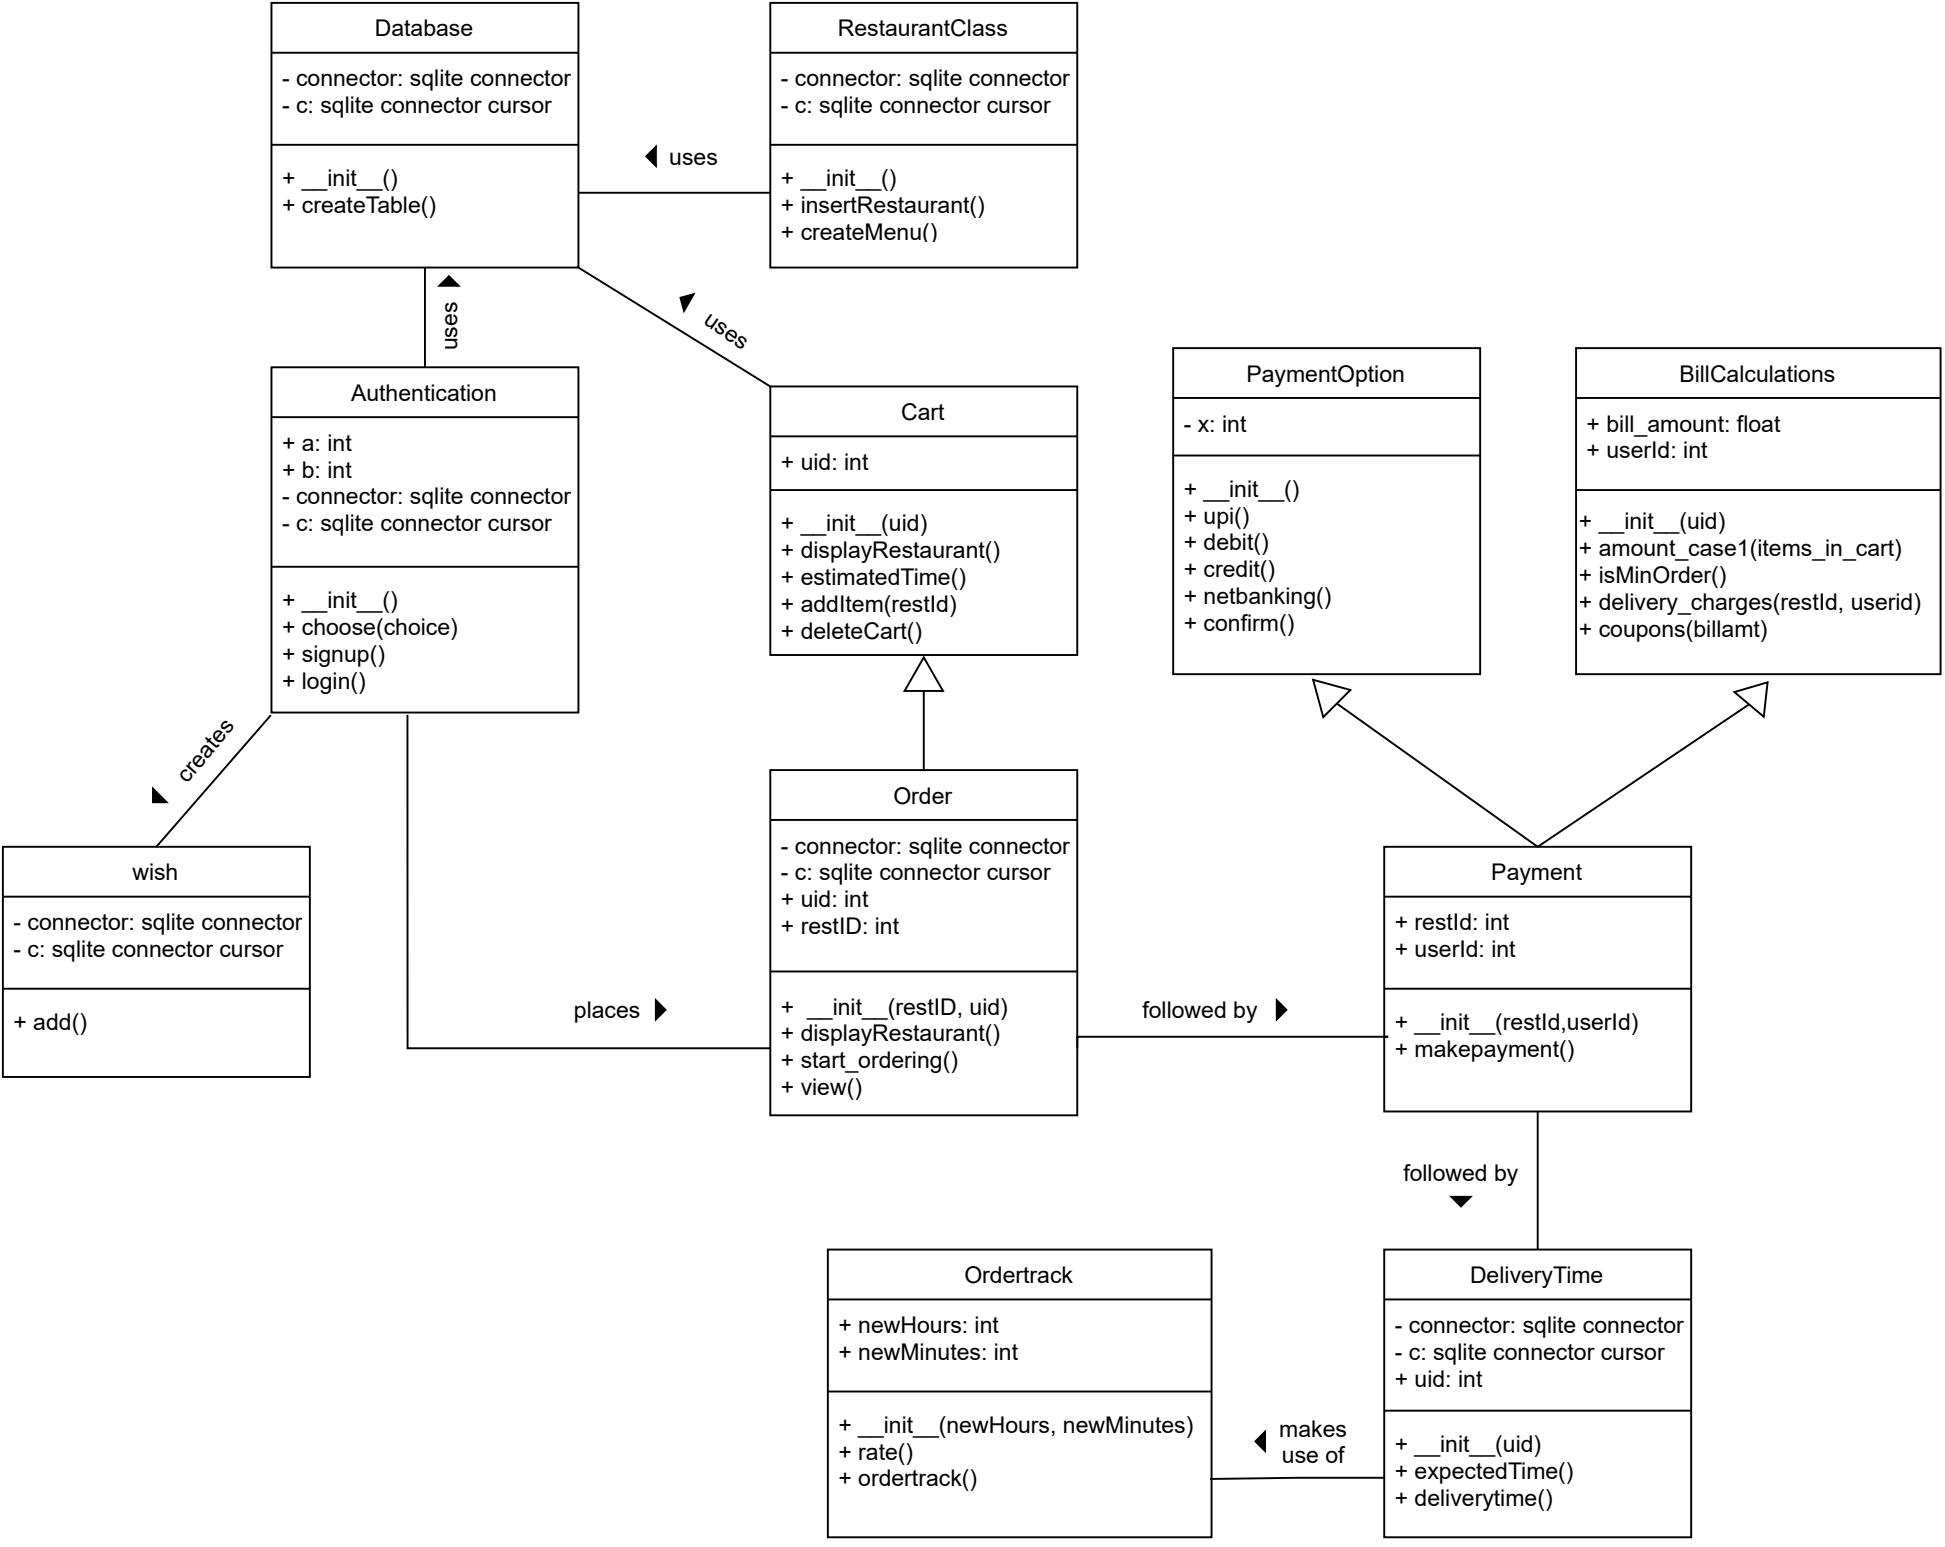 Database
- connector: sqlite connector
- c: sqlite connector cursor
+ __init__()
+ createTable()
RestaurantClass
- connector: sqlite connector
- c: sqlite connector cursor
+ __init__()
+ insertRestaurant()
+ createMenu()
uses
uses
uses
Authentication
+ a: int
+ b: int
- connector: sqlite connector
- c: sqlite connector cursor
+ __init__()
+ choose(choice)
+ signup()
+ login()
Cart
+ uid: int
+ __init__(uid)
+ displayRestaurant()
+ estimatedTime()
+ addItem(restId)
+ deleteCart()
PaymentOption
- x: int
+ __init__()
+ upi()
+ debit()
+ credit()
+ netbanking()
+ confirm()
BillCalculations
+ bill_amount: float
+ userId: int
+ __init__(uid)
+ amount_case1(items_in_cart)
+ isMinOrder()
+ delivery_charges(restId, userid)
+ coupons(billamt)
creates
wish
- connector: sqlite connector
- c: sqlite connector cursor
+ add()
places
Order
- connector: sqlite connector
- c: sqlite connector cursor
+ uid: int
+ restID: int
+ __init__(restID, uid)
+ displayRestaurant()
+ start_ordering()
+ view()
followed by
Payment
+ restId: int
+ userId: int
+ __init__(restId,userId)
+ makepayment()
followed by
Ordertrack
+ newHours: int
+ newMinutes: int
+ __init__(newHours, newMinutes)
+ rate()
+ ordertrack()
makes
use of
DeliveryTime
- connector: sqlite connector
- c: sqlite connector cursor
+ uid: int
+ __init__(uid)
+ expectedTime()
+ deliverytime()